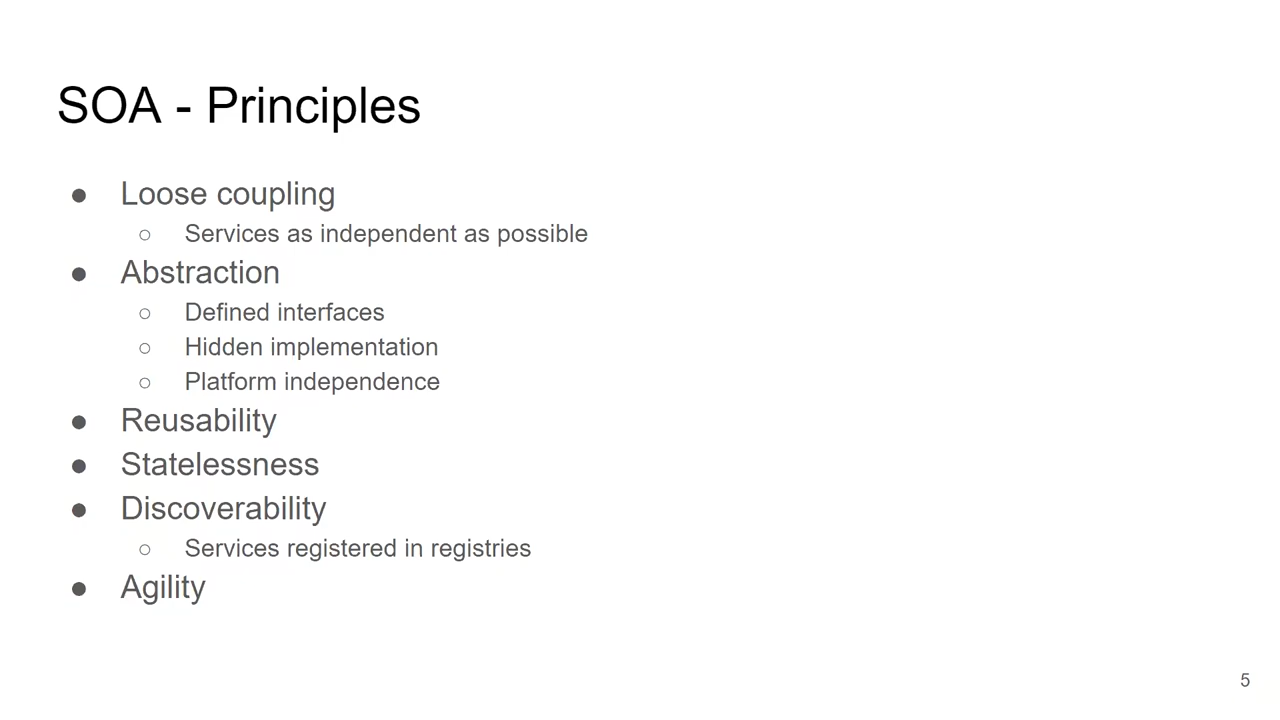 SOA - Principles
● Loose coupling
○ Services as independent as possible
● Abstraction
○ Defined interfaces
○ Hidden implementation
○ Platform independence
● Reusability
● Statelessness
● Discoverability
○ Services registered in registries
● Agility
5